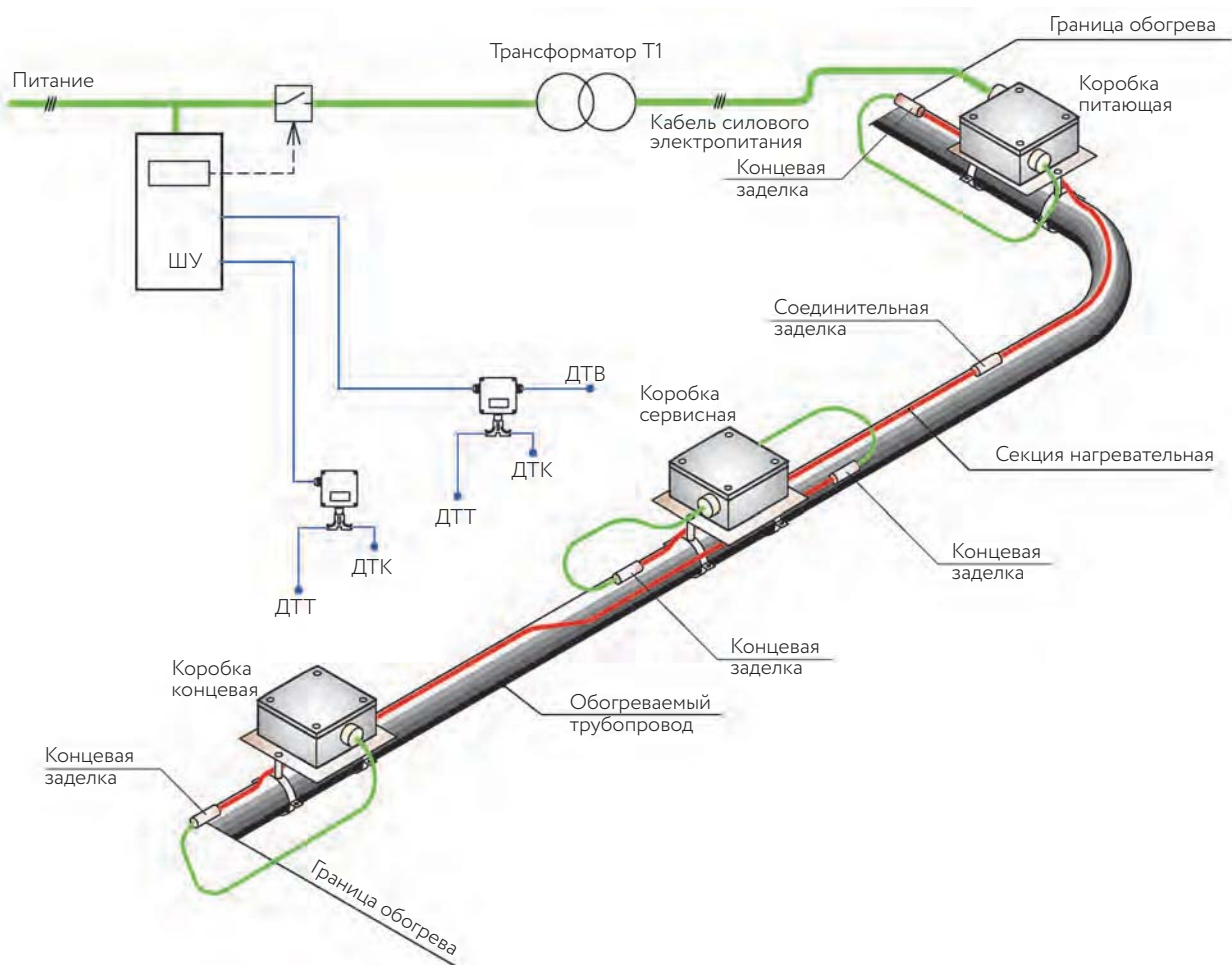 Граница обогрева
Трансформатор Т1
Питание
Коробка
питающая
Кабель силового
электропитания
Концевая
заделка
ШУ
Соединительная
заделка
ДТВ
Коробка
сервисная
ДТК
Секция нагревательная
ДТТ
ДТК
Концевая
заделка
ДТТ
Концевая
заделка
Коробка
концевая
Обогреваемый
трубопровод
Концевая
заделка
Граница обогрева